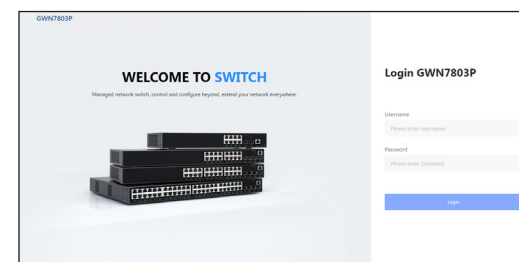 GWN7803P
WELCOME TO SWITCH
Managed network switch, control and configure beyond, extend your network everywhere.
Login GWN7803P
Username
Please enter username
Password
Please enter password
Login